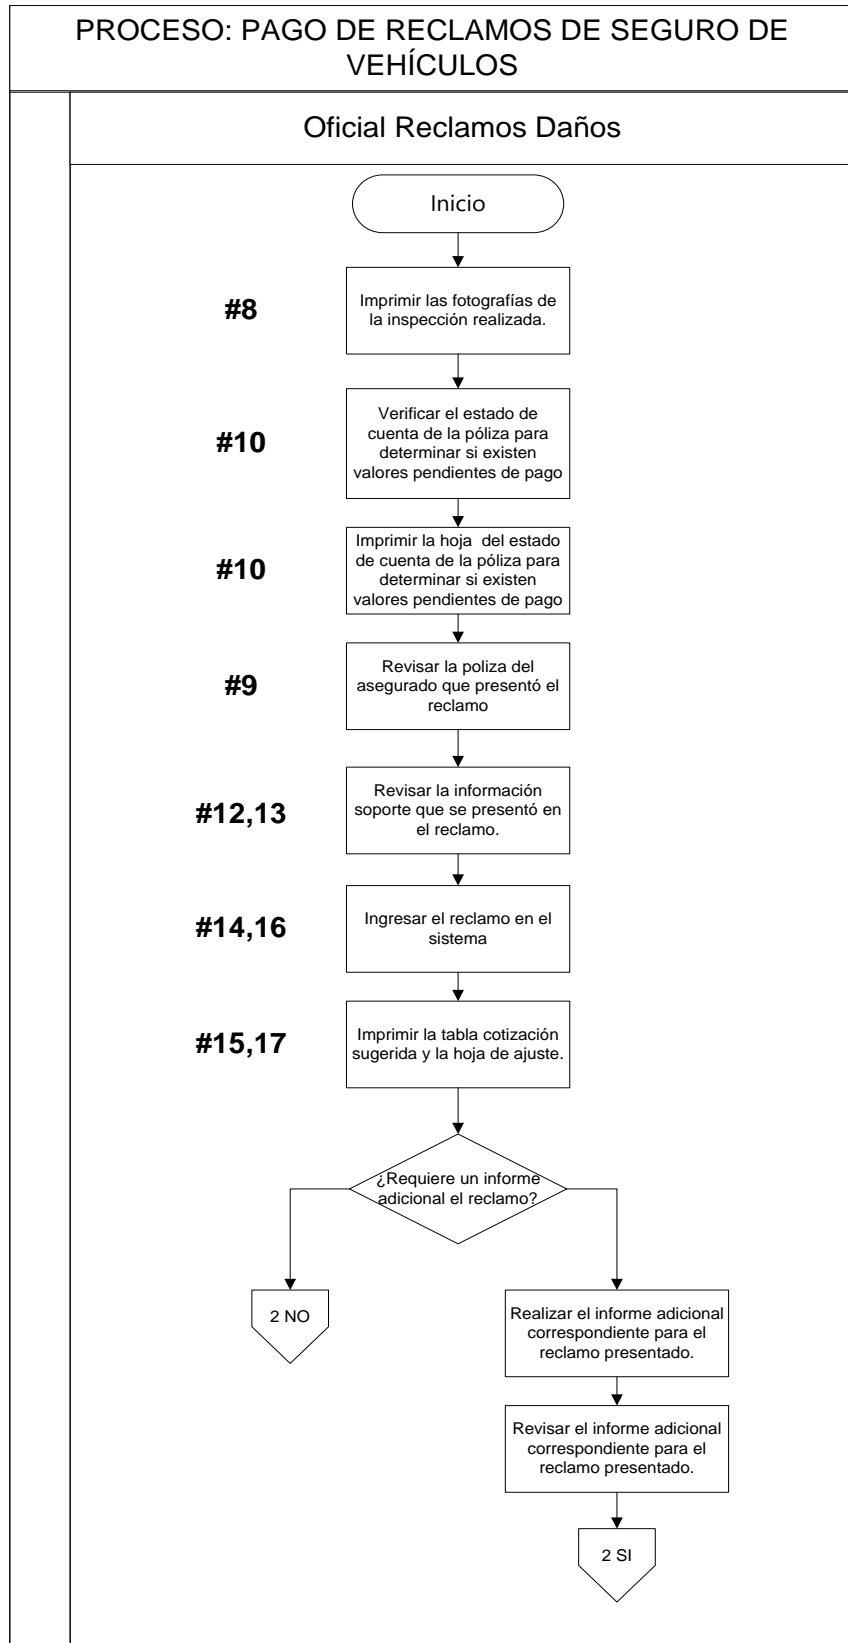 PROCESO: PAGO DE RECLAMOS DE SEGURO DE
VEHÍCULOS
Oficial Reclamos Daños
Inicio
#8
Imprimir las fotografías de
la inspección realizada.
#10
Verificar el estado de
cuenta de la póliza para
determinar si existen
valores pendientes de pago
#10
Imprimir la hoja  del estado
de cuenta de la póliza para
determinar si existen
valores pendientes de pago
#9
Revisar la poliza del
asegurado que presentó el
reclamo
#12,13
Revisar la información
soporte que se presentó en
el reclamo.
#14,16
Ingresar el reclamo en el
sistema
#15,17
Imprimir la tabla cotización
sugerida y la hoja de ajuste.
¿Requiere un informe
adicional el reclamo?
2 NO
Realizar el informe adicional
correspondiente para el
reclamo presentado.
Revisar el informe adicional
correspondiente para el
reclamo presentado.
2 SI